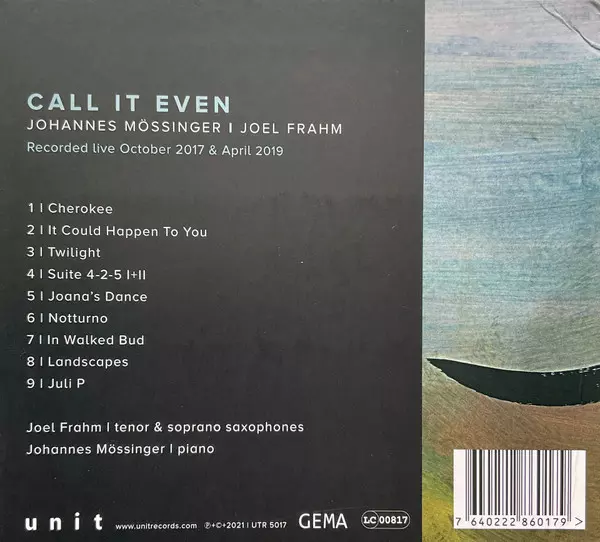 CALL IT EVEN
JOHANNES MÖSSINGER | JOEL FRAHM
Recorded live October 2017 & April 2019
1 | Cherokee
2 | It Could Happen To You
3 | Twilight
4 | Suite 4-2-5 I+II
5 | Joana's Dance
6 | Notturno
7 | In Walked Bud
8 | Landscapes
9 | Juli P
Joel Frahm | tenor & soprano saxophones
Johannes Mössinger | piano
unit www.unitrecords.com ℗+©+2021 | UTR 5017 GEMA LC 00817
7 640222 860179 >